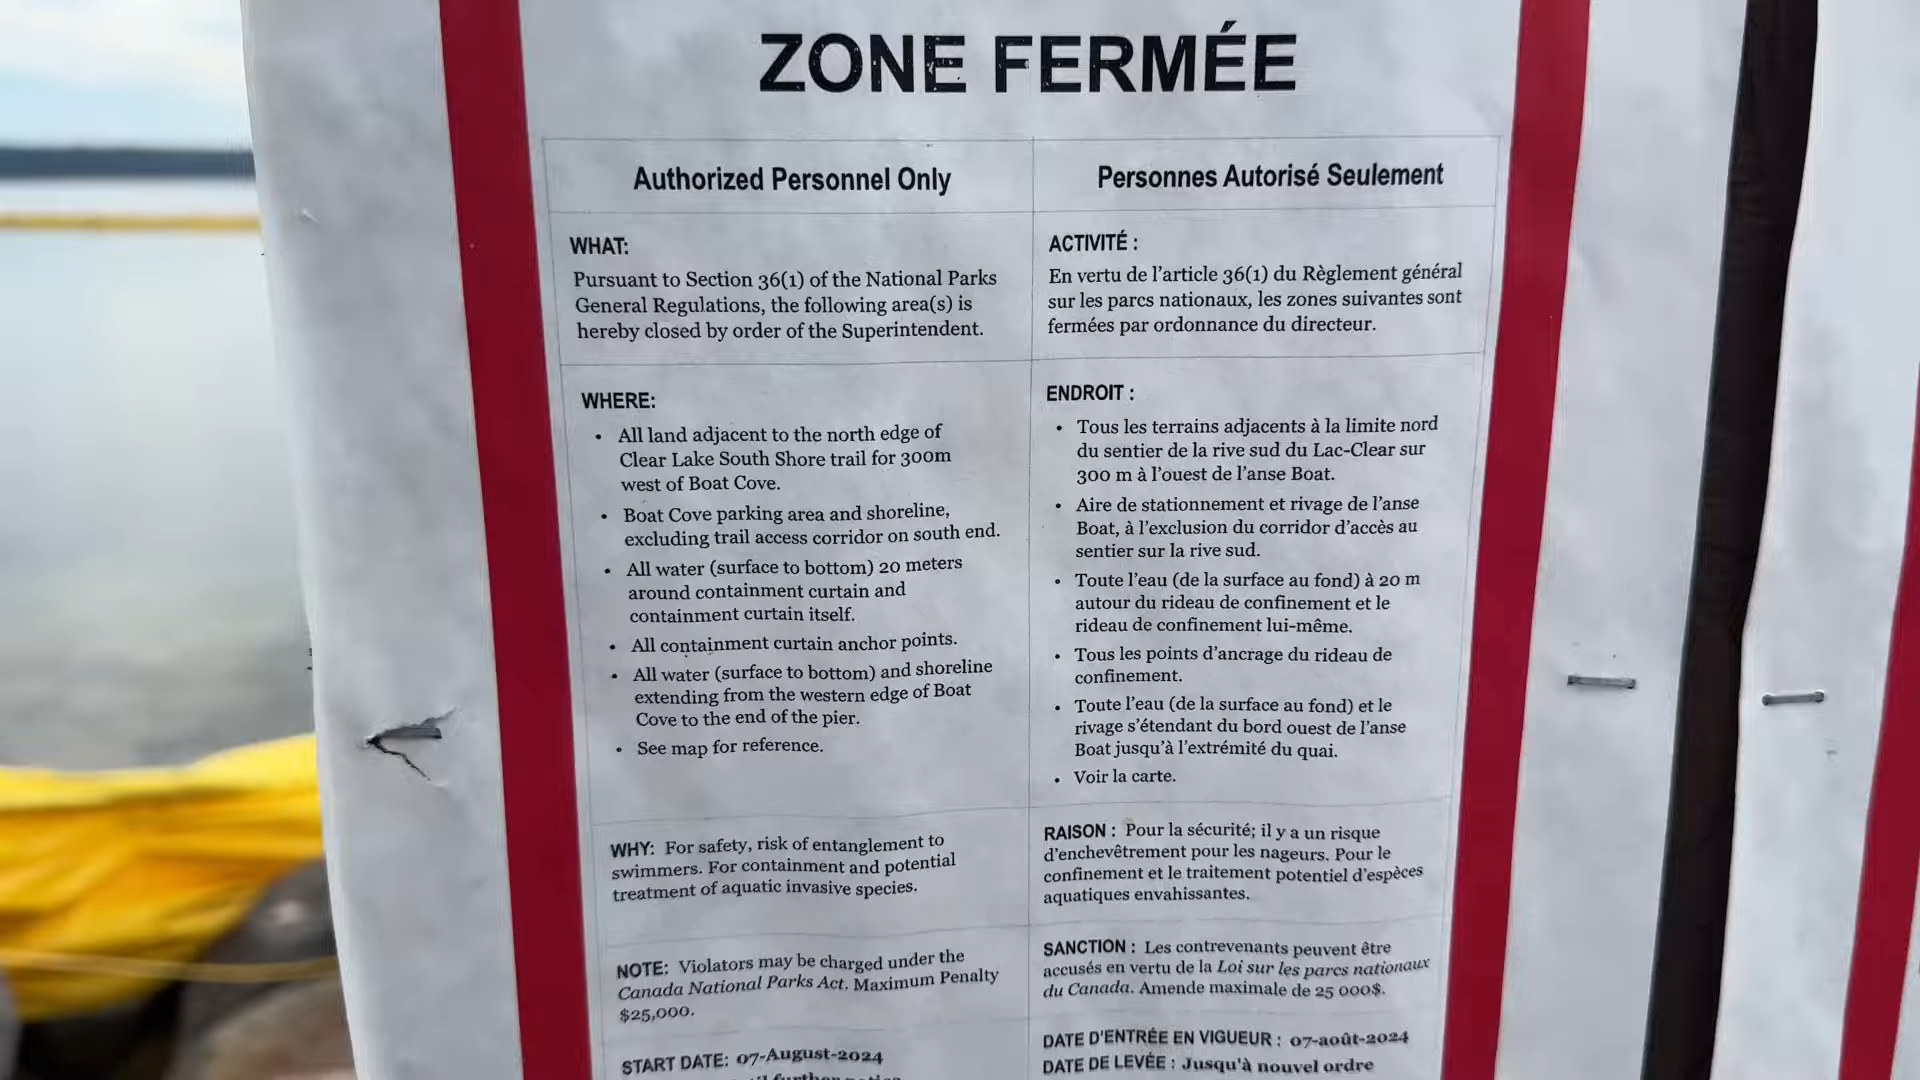 ZONE FERMÉE
Authorized Personnel Only
WHAT:
Pursuant to Section 36(1) of the National Parks
General Regulations, the following area(s) is
hereby closed by order of the Superintendent.
WHERE:
• All land adjacent to the north edge of
Clear Lake South Shore trail for 300m
west of Boat Cove.
• Boat Cove parking area and shoreline,
excluding trail access corridor on south end.
• All water (surface to bottom) 20 meters
around containment curtain and
containment curtain itself.
• All containment curtain anchor points.
• All water (surface to bottom) and shoreline
extending from the western edge of Boat
Cove to the end of the pier.
• See map for reference.
WHY: For safety, risk of entanglement to
swimmers. For containment and potential
treatment of aquatic invasive species.
NOTE: Violators may be charged under the
Canada National Parks Act. Maximum Penalty
$25,000.
START DATE: 07-August-2024
further notice
Personnes Autorisé Seulement
ACTIVITÉ :
En vertu de l'article 36(1) du Règlement général
sur les parcs nationaux, les zones suivantes sont
fermées par ordonnance du directeur.
ENDROIT :
• Tous les terrains adjacents à la limite nord
du sentier de la rive sud du Lac-Clear sur
300 m à l'ouest de l'anse Boat.
• Aire de stationnement et rivage de l'anse
Boat, à l'exclusion du corridor d'accès au
sentier sur la rive sud.
• Toute l'eau (de la surface au fond) à 20 m
autour du rideau de confinement et le
rideau de confinement lui-même.
• Tous les points d'ancrage du rideau de
confinement.
• Toute l'eau (de la surface au fond) et le
rivage s'étendant du bord ouest de l'anse
Boat jusqu'à l'extrémité du quai.
• Voir la carte.
RAISON : Pour la sécurité; il y a un risque
d'enchevêtrement pour les nageurs. Pour le
confinement et le traitement potentiel d'espèces
aquatiques envahissantes.
SANCTION : Les contrevenants peuvent être
accusés en vertu de la Loi sur les parcs nationaux
du Canada. Amende maximale de 25 000$.
DATE D'ENTRÉE EN VIGUEUR : 07-août-2024
DATE DE LEVÉE : Jusqu'à nouvel ordre